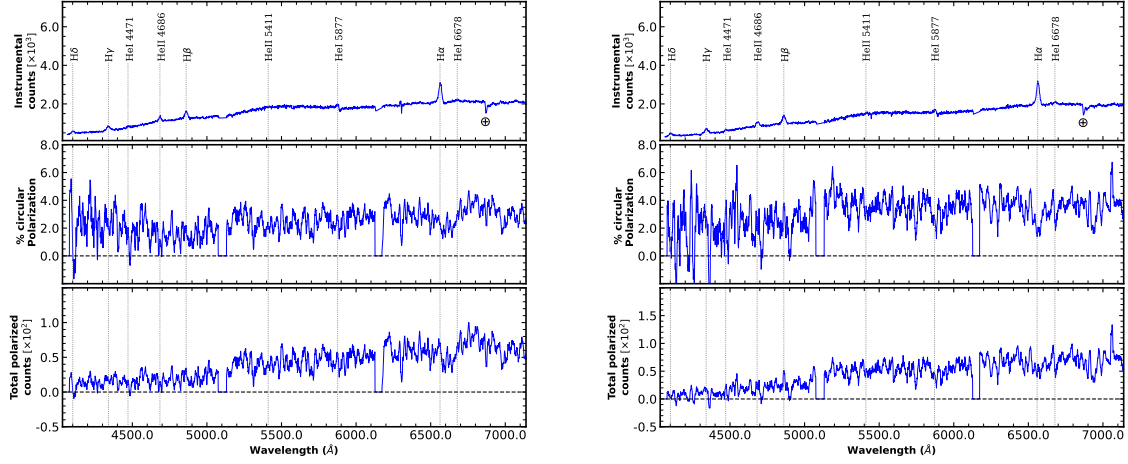 Instrumental
counts [×10³]
6.0
4.0
2.0
Hδ
Hγ
HeI 4471
HeII 4686
Hβ
HeII 5411
HeI 5877
Hα
HeI 6678
⊕
% circular
Polarization
8.0
6.0
4.0
2.0
0.0
Total polarized
counts [×10²]
1.0
0.5
0.0
-0.5
4500.0 5000.0 5500.0 6000.0 6500.0 7000.0
Wavelength (Å)
Instrumental
counts [×10³]
6.0
4.0
2.0
Hδ
Hγ
HeI 4471
HeII 4686
Hβ
HeII 5411
HeI 5877
Hα
HeI 6678
⊕
% circular
Polarization
8.0
6.0
4.0
2.0
0.0
Total polarized
counts [×10²]
1.5
1.0
0.5
0.0
-0.5
4500.0 5000.0 5500.0 6000.0 6500.0 7000.0
Wavelength (Å)